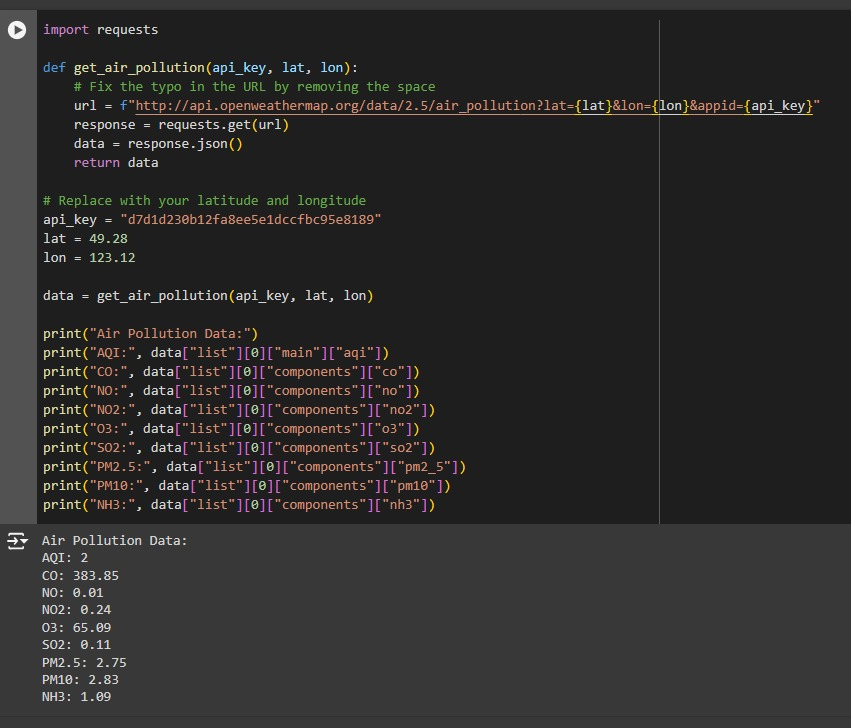 import requests
def get_air_pollution(api_key, lat, lon):
# Fix the typo in the URL by removing the space
url = f"http://api.openweathermap.org/data/2.5/air_pollution?lat={lat}&lon={lon}&appid={api_key}"
response = requests.get(url)
data = response.json()
return data
# Replace with your latitude and longitude
api_key = "d7d1d230b12fa8ee5e1dccfbc95e8189"
lat = 49.28
lon = 123.12
data = get_air_pollution(api_key, lat, lon)
print("Air Pollution Data:")
print("AQI:", data["list"][0]["main"]["aqi"])
print("CO:", data["list"][0]["components"]["co"])
print("NO:", data["list"][0]["components"]["no"])
print("NO2:", data["list"][0]["components"]["no2"])
print("O3:", data["list"][0]["components"]["o3"])
print("SO2:", data["list"][0]["components"]["so2"])
print("PM2.5:", data["list"][0]["components"]["pm2_5"])
print("PM10:", data["list"][0]["components"]["pm10"])
print("NH3:", data["list"][0]["components"]["nh3"])
Air Pollution Data:
AQI: 2
CO: 383.85
NO: 0.01
NO2: 0.24
O3: 65.09
SO2: 0.11
PM2.5: 2.75
PM10: 2.83
NH3: 1.09